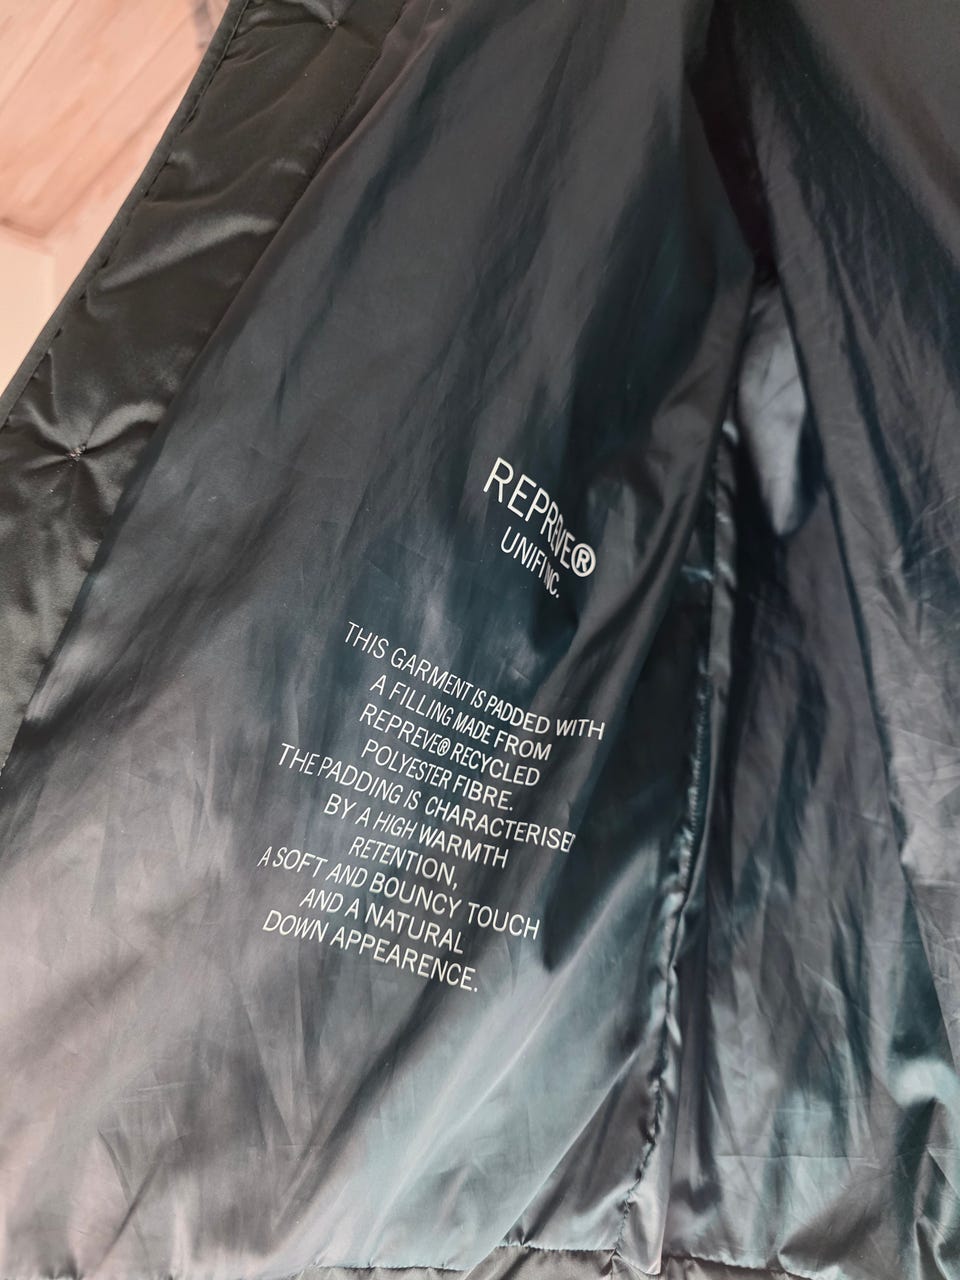 REPREVE®
UNIFI INC.
THIS GARMENT IS PADDED WITH
A FILLING MADE FROM
REPREVE® RECYCLED
POLYESTER FIBRE.
THE PADDING IS CHARACTERISED
BY A HIGH WARMTH
RETENTION,
A SOFT AND BOUNCY TOUCH
AND A NATURAL
DOWN APPEARENCE.